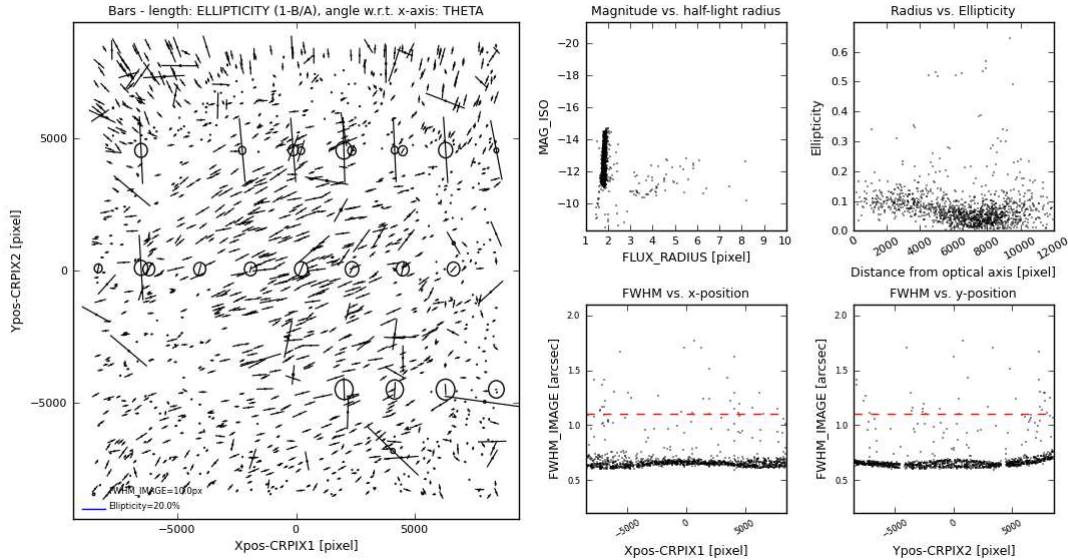 Bars - length: ELLIPTICITY (1-B/A), angle w.r.t. x-axis: THETA
5000
0
−5000
Ypos-CRPIX2 [pixel]
FWHM_IMAGE=10.0px
Ellipticity=20.0%
−5000 0 5000
Xpos-CRPIX1 [pixel]
Magnitude vs. half-light radius
−20
−18
−16
−14
−12
−10
MAG_ISO
1 2 3 4 5 6 7 8 9 10
FLUX_RADIUS [pixel]
Radius vs. Ellipticity
0.6
0.5
0.4
0.3
0.2
0.1
0.0
Ellipticity
0 2000 4000 6000 8000 10000 12000
Distance from optical axis [pixel]
FWHM vs. x-position
2.0
1.5
1.0
0.5
FWHM_IMAGE [arcsec]
−5000 0 5000
Xpos-CRPIX1 [pixel]
FWHM vs. y-position
2.0
1.5
1.0
0.5
FWHM_IMAGE [arcsec]
−5000 0 5000
Ypos-CRPIX2 [pixel]